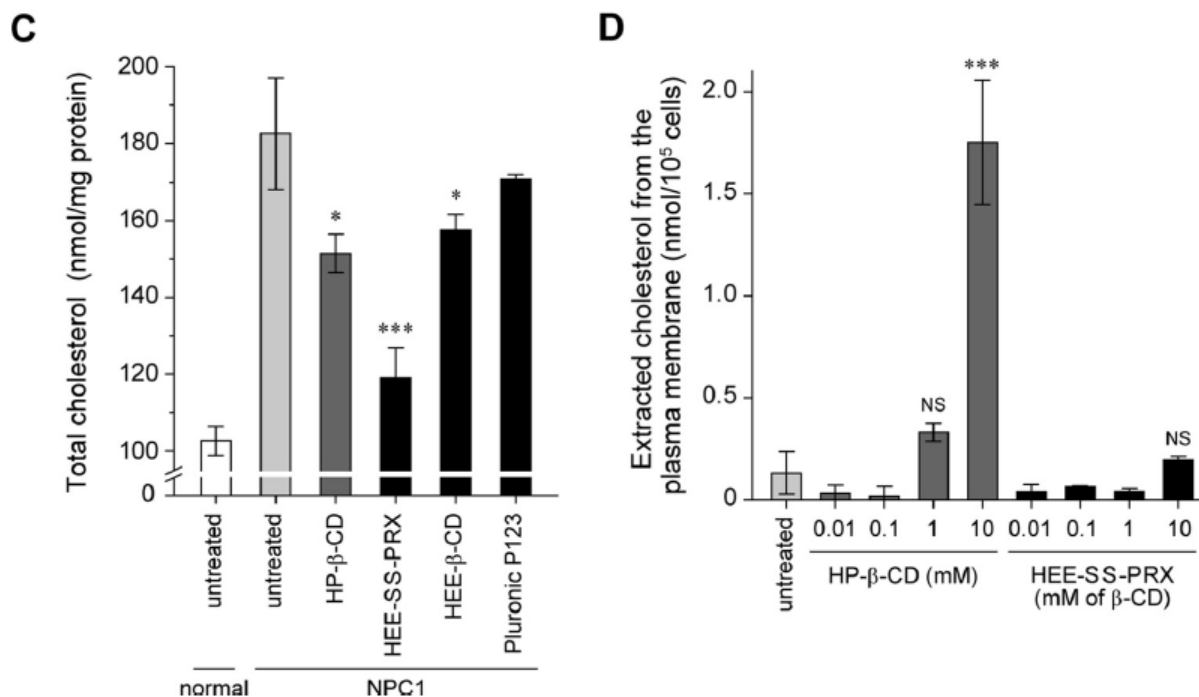 C
Total cholesterol (nmol/mg protein)
200
180
160
140
120
100
0
*
***
*
untreated
untreated
HP-β-CD
HEE-SS-PRX
HEE-β-CD
Pluronic P123
normal
NPC1
D
Extracted cholesterol from the
plasma membrane (nmol/10⁵ cells)
2.0
1.5
1.0
0.5
0
NS
***
NS
untreated
0.01 0.1 1 10
0.01 0.1 1 10
HP-β-CD (mM)
HEE-SS-PRX
(mM of β-CD)